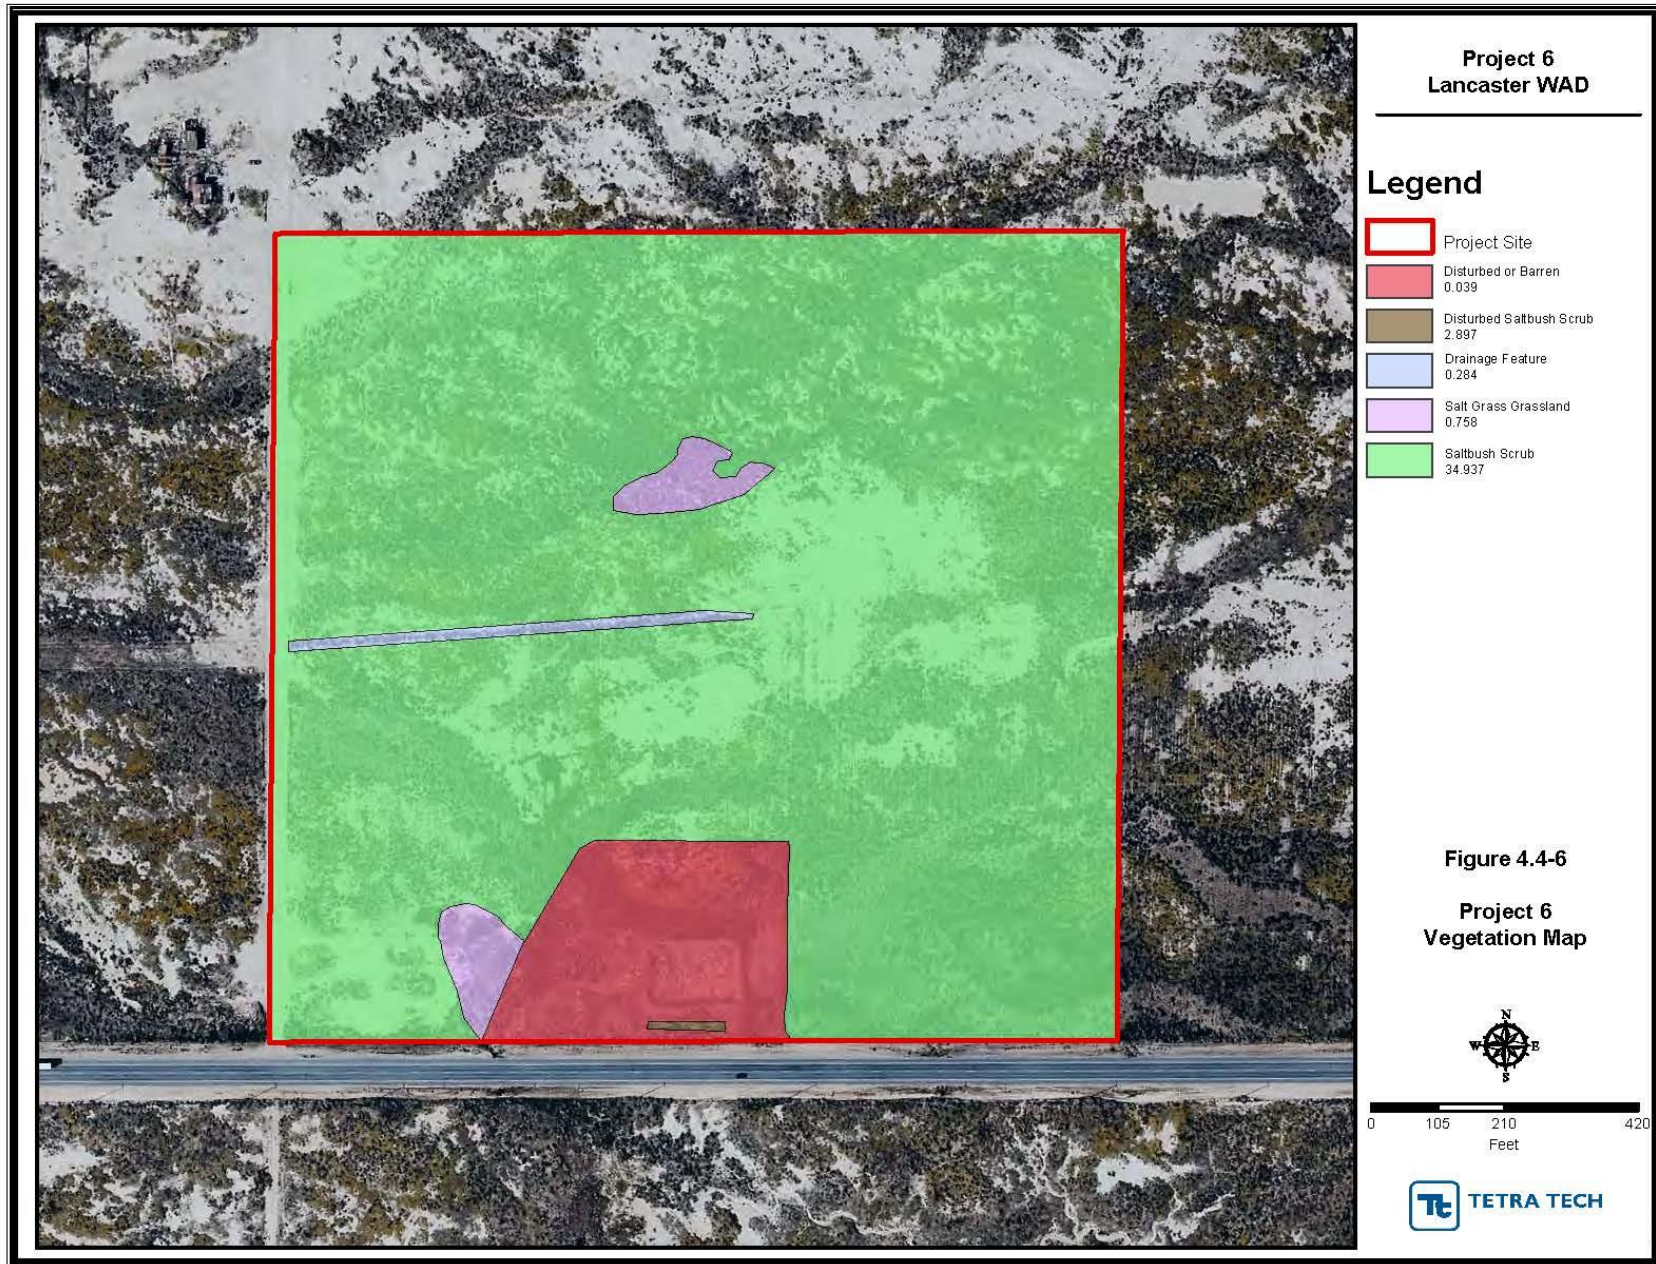 Project 6
Lancaster WAD
Legend
Project Site
Disturbed or Barren
0.039
Disturbed Saltbush Scrub
2.897
Drainage Feature
0.284
Salt Grass Grassland
0.758
Saltbush Scrub
34.937
Figure 4.4-6
Project 6
Vegetation Map
N
W E
S
0 105 210 420
Feet
Tt TETRA TECH